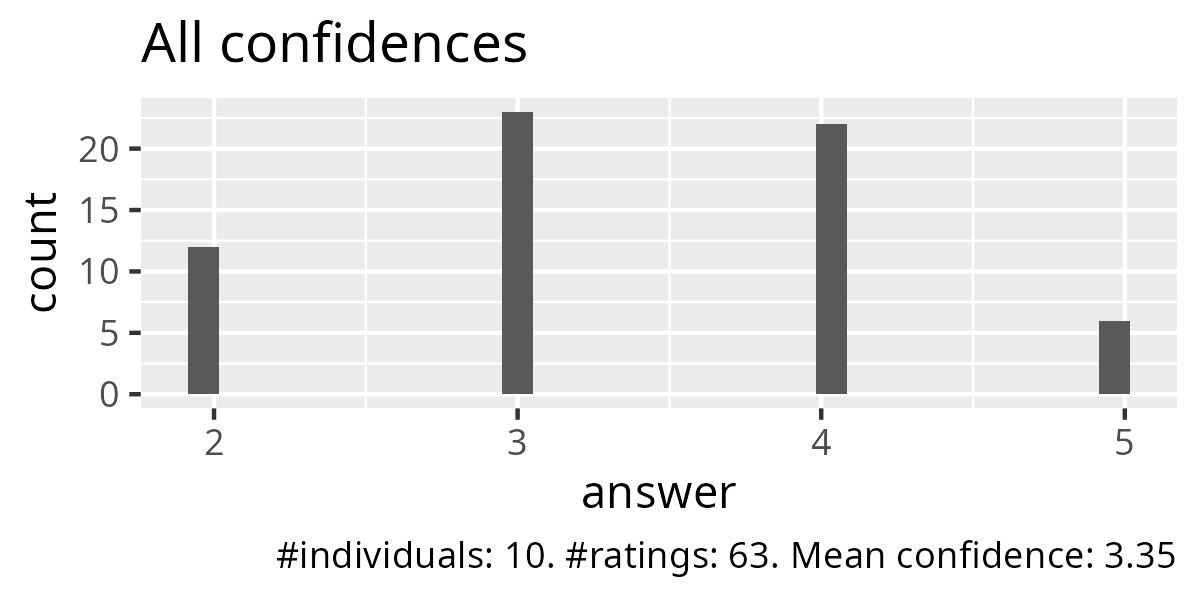 All confidences
20
15
10
5
0
count
2 3 4 5
answer
#individuals: 10. #ratings: 63. Mean confidence: 3.35